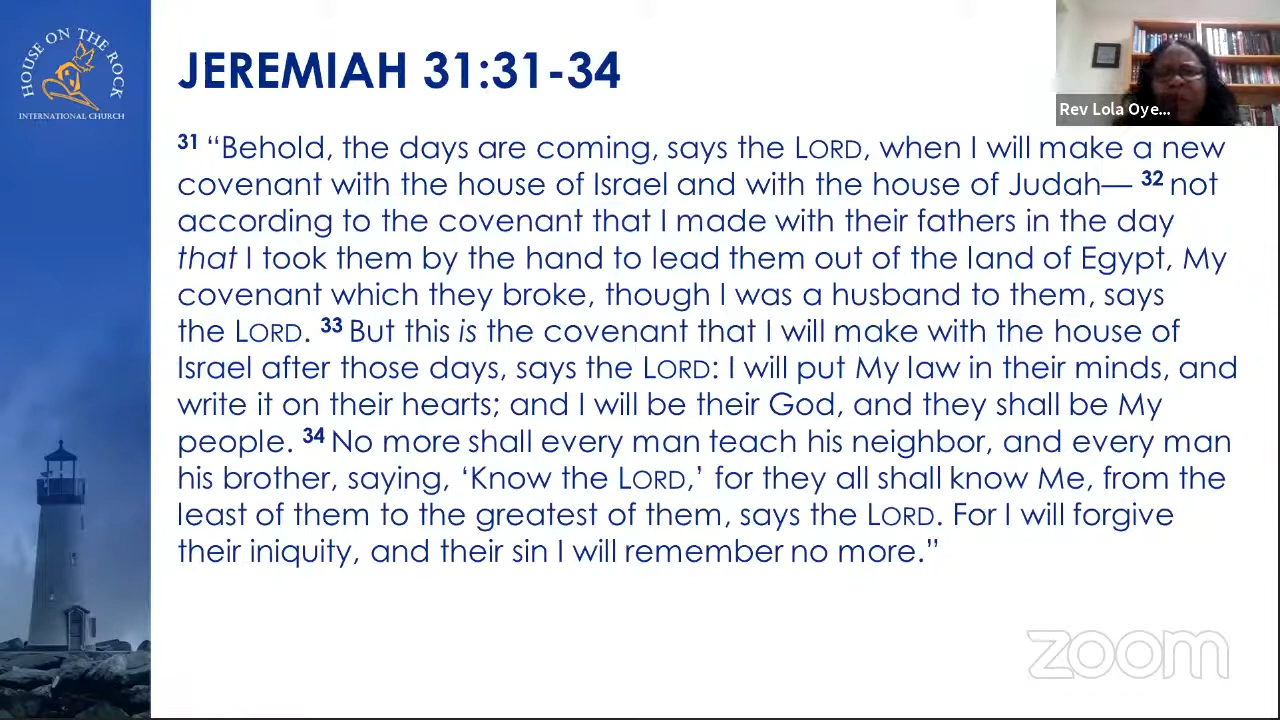 HOUSE ON THE ROCK
INTERNATIONAL CHURCH
JEREMIAH 31:31-34
Rev Lola Oye...
31 “Behold, the days are coming, says the LORD, when I will make a new
covenant with the house of Israel and with the house of Judah— 32 not
according to the covenant that I made with their fathers in the day
that I took them by the hand to lead them out of the land of Egypt, My
covenant which they broke, though I was a husband to them, says
the LORD. 33 But this is the covenant that I will make with the house of
Israel after those days, says the LORD: I will put My law in their minds, and
write it on their hearts; and I will be their God, and they shall be My
people. 34 No more shall every man teach his neighbor, and every man
his brother, saying, ‘Know the LORD,’ for they all shall know Me, from the
least of them to the greatest of them, says the LORD. For I will forgive
their iniquity, and their sin I will remember no more.”
zoom